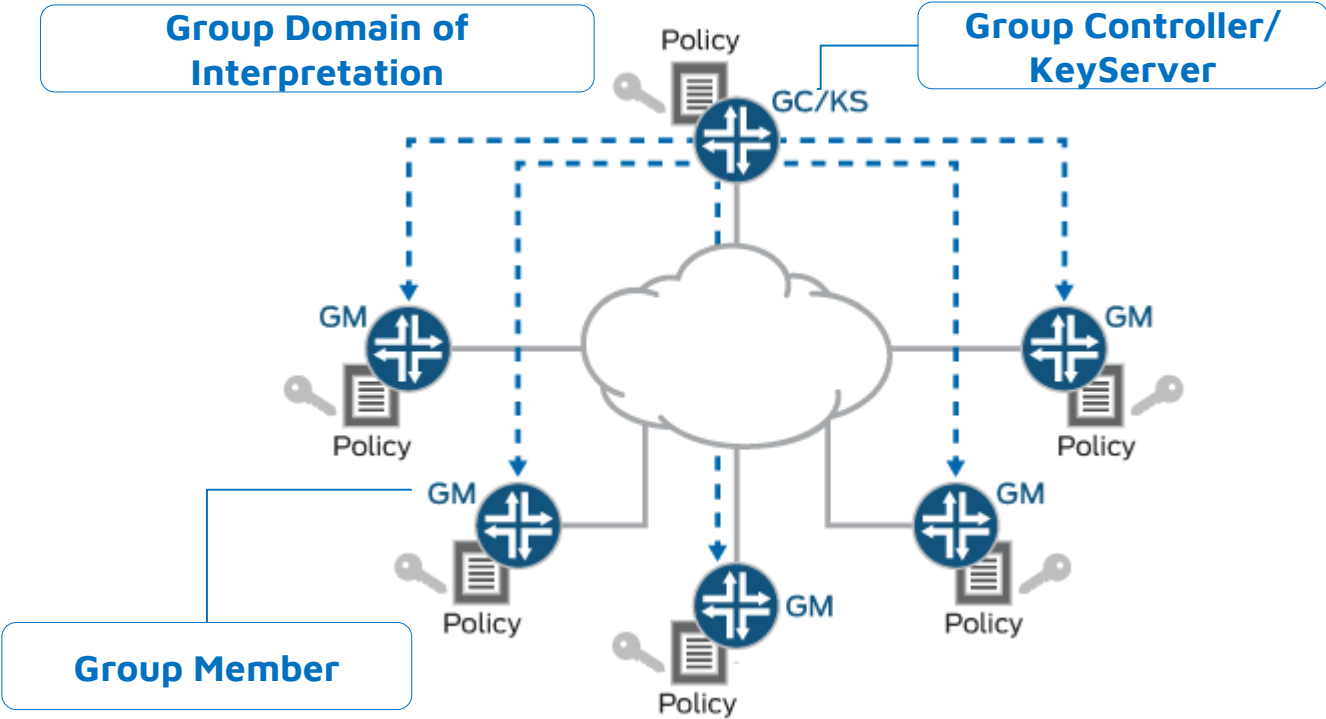 Group Domain of
Interpretation
Policy
Group Controller/
KeyServer
GC/KS
GM
GM
Policy
Policy
GM
GM
Policy
GM
Policy
Group Member
Policy